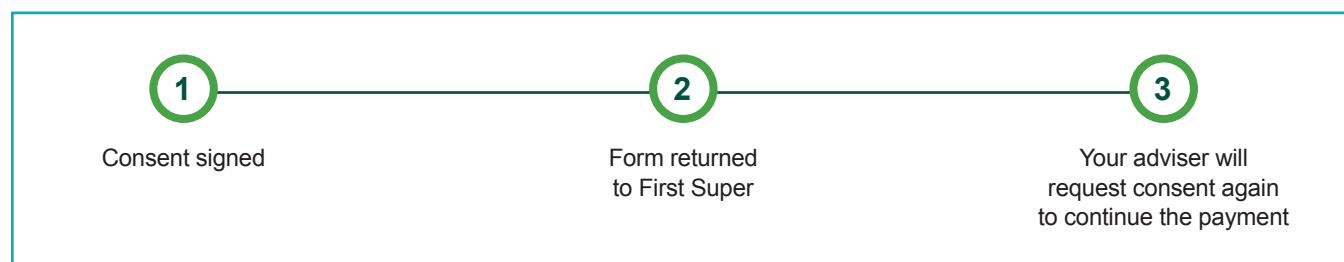 1
2
3
Consent signed
Form returned
to First Super
Your adviser will
request consent again
to continue the payment